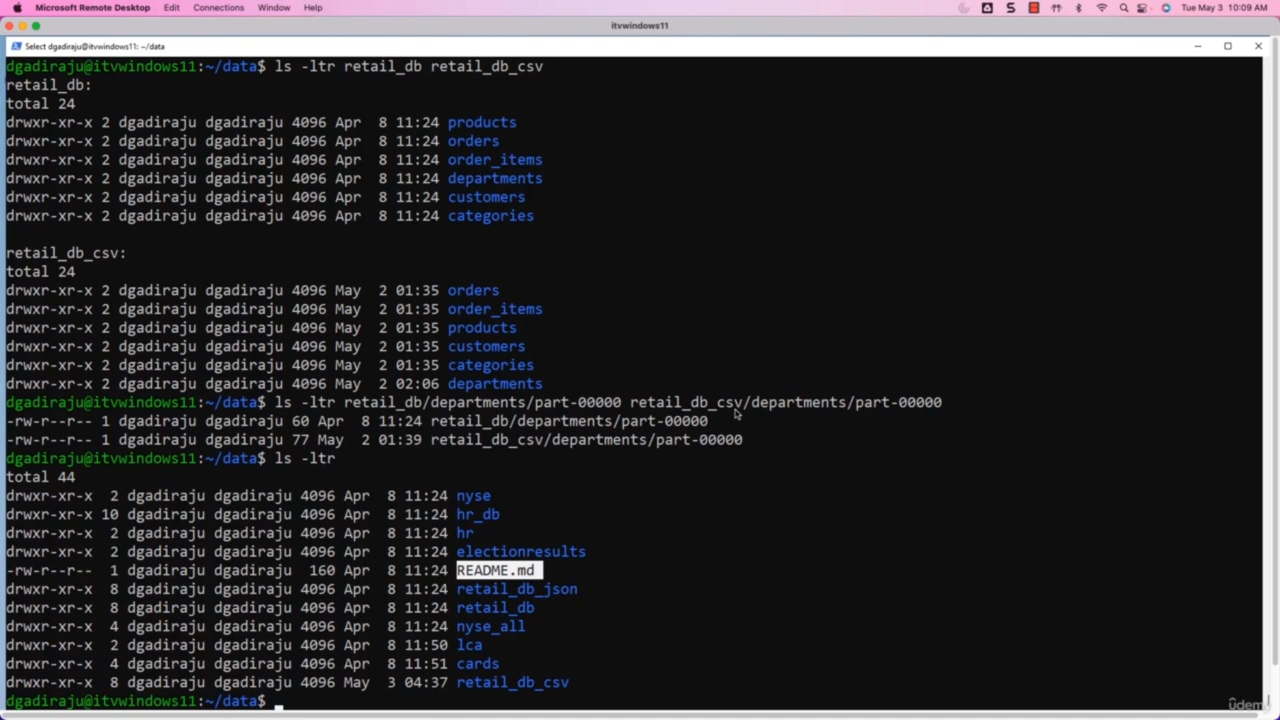 Microsoft Remote Desktop Edit Connections Window Help Tue May 3 10:09 AM
itvwindows11
Select dgadiraju@itvwindows11: ~/data
dgadiraju@itvwindows11:~/data$ ls -ltr retail_db retail_db_csv
retail_db:
total 24
drwxr-xr-x 2 dgadiraju dgadiraju 4096 Apr  8 11:24 products
drwxr-xr-x 2 dgadiraju dgadiraju 4096 Apr  8 11:24 orders
drwxr-xr-x 2 dgadiraju dgadiraju 4096 Apr  8 11:24 order_items
drwxr-xr-x 2 dgadiraju dgadiraju 4096 Apr  8 11:24 departments
drwxr-xr-x 2 dgadiraju dgadiraju 4096 Apr  8 11:24 customers
drwxr-xr-x 2 dgadiraju dgadiraju 4096 Apr  8 11:24 categories
retail_db_csv:
total 24
drwxr-xr-x 2 dgadiraju dgadiraju 4096 May  2 01:35 orders
drwxr-xr-x 2 dgadiraju dgadiraju 4096 May  2 01:35 order_items
drwxr-xr-x 2 dgadiraju dgadiraju 4096 May  2 01:35 products
drwxr-xr-x 2 dgadiraju dgadiraju 4096 May  2 01:35 customers
drwxr-xr-x 2 dgadiraju dgadiraju 4096 May  2 01:35 categories
drwxr-xr-x 2 dgadiraju dgadiraju 4096 May  2 02:06 departments
dgadiraju@itvwindows11:~/data$ ls -ltr retail_db/departments/part-00000 retail_db_csv/departments/part-00000
-rw-r--r-- 1 dgadiraju dgadiraju 60 Apr  8 11:24 retail_db/departments/part-00000
-rw-r--r-- 1 dgadiraju dgadiraju 77 May  2 01:39 retail_db_csv/departments/part-00000
dgadiraju@itvwindows11:~/data$ ls -ltr
total 44
drwxr-xr-x  2 dgadiraju dgadiraju 4096 Apr  8 11:24 nyse
drwxr-xr-x 10 dgadiraju dgadiraju 4096 Apr  8 11:24 hr_db
drwxr-xr-x  2 dgadiraju dgadiraju 4096 Apr  8 11:24 hr
drwxr-xr-x  2 dgadiraju dgadiraju 4096 Apr  8 11:24 electionresults
-rw-r--r--  1 dgadiraju dgadiraju  160 Apr  8 11:24 README.md
drwxr-xr-x  8 dgadiraju dgadiraju 4096 Apr  8 11:24 retail_db_json
drwxr-xr-x  8 dgadiraju dgadiraju 4096 Apr  8 11:24 retail_db
drwxr-xr-x  4 dgadiraju dgadiraju 4096 Apr  8 11:24 nyse_all
drwxr-xr-x  2 dgadiraju dgadiraju 4096 Apr  8 11:50 lca
drwxr-xr-x  4 dgadiraju dgadiraju 4096 Apr  8 11:51 cards
drwxr-xr-x  8 dgadiraju dgadiraju 4096 May  3 04:37 retail_db_csv
dgadiraju@itvwindows11:~/data$
ûdemy